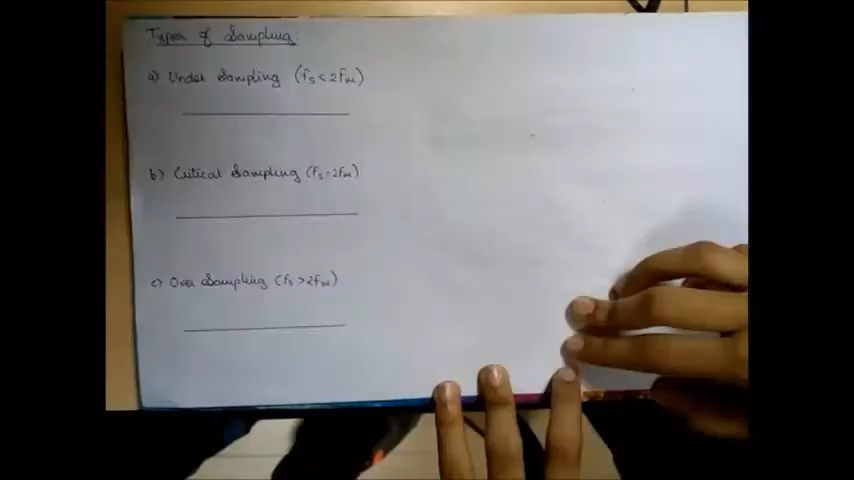 Types of Sampling
a) Under Sampling (fs < 2fm)
b) Critical Sampling (fs = 2fm)
c) Over Sampling (fs > 2fm)